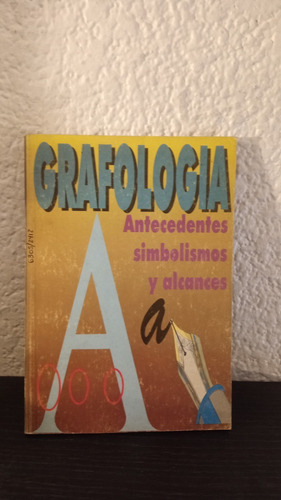 GRAFOLOGIA
Antecedentes
simbolismos
y alcances
A
a